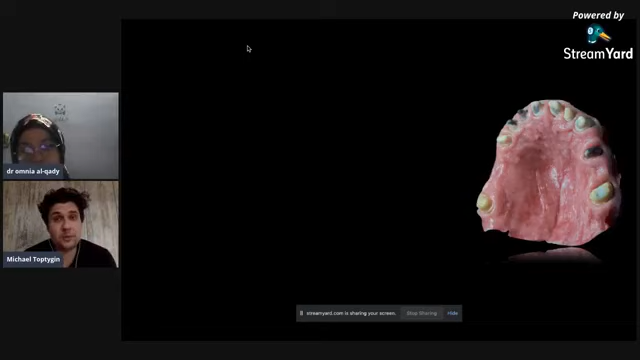 Powered by
StreamYard
dr omnia al-qady
Michael Toptygin
streamyard.com is sharing your screen.
Stop Sharing
Hide